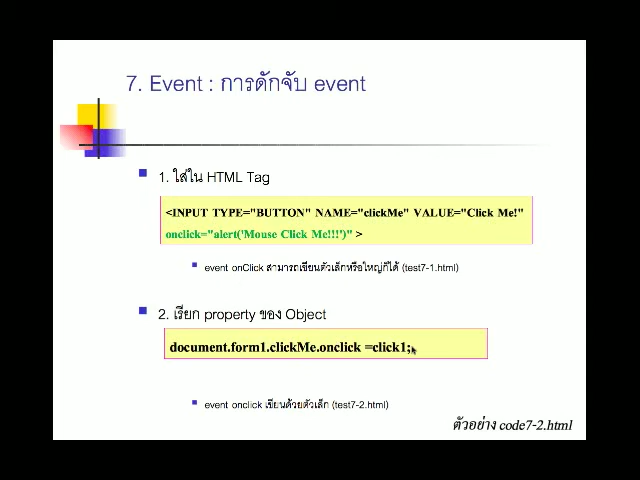 7. Event : การดักจับ event
1. ใส่ใน HTML Tag
<INPUT TYPE="BUTTON" NAME="clickMe" VALUE="Click Me!"
onclick="alert('Mouse Click Me!!!')" >
event onClick สามารถเขียนตัวเล็กหรือใหญ่ก็ได้ (test7-1.html)
2. เรียก property ของ Object
document.form1.clickMe.onclick =click1;
event onclick เขียนด้วยตัวเล็ก (test7-2.html)
ตัวอย่าง code7-2.html